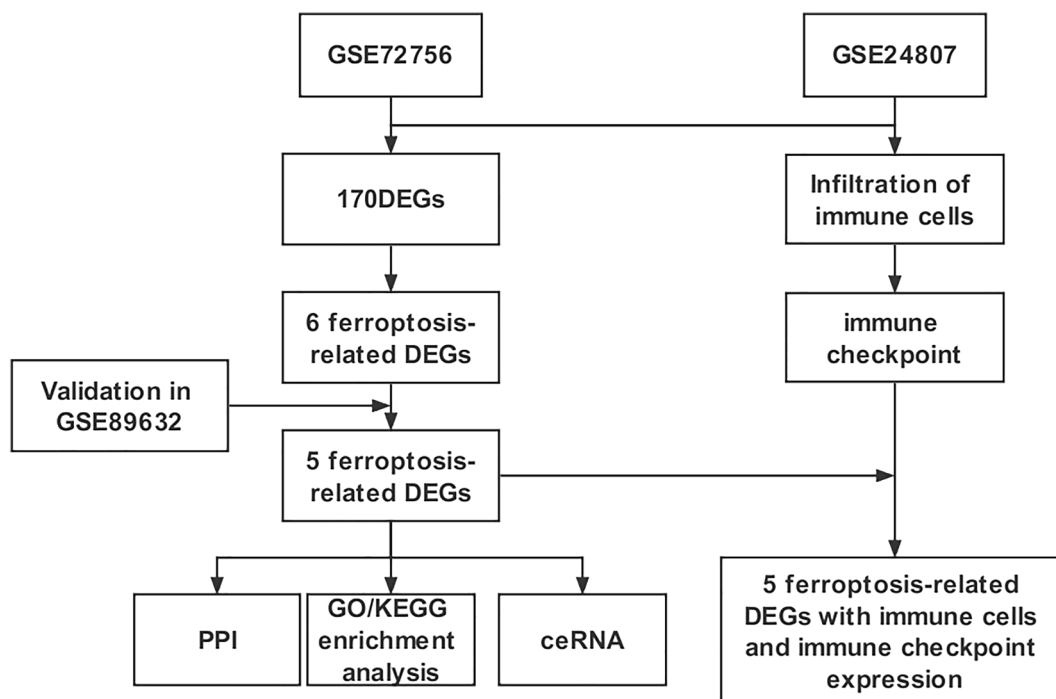 GSE72756
GSE24807
170DEGs
Infiltration of
immune cells
6 ferroptosis-
related DEGs
immune
checkpoint
Validation in
GSE89632
5 ferroptosis-
related DEGs
PPI
GO/KEGG
enrichment
analysis
ceRNA
5 ferroptosis-related
DEGs with immune cells
and immune checkpoint
expression